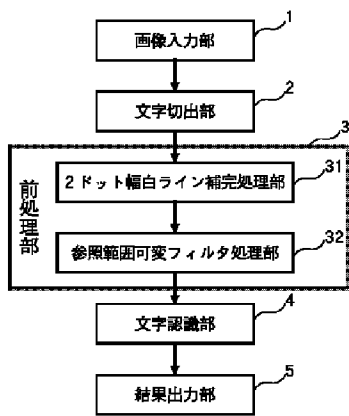 1
画像入力部
2
文字切出部
3
前処理部
31
2ドット幅白ライン補完処理部
32
参照範囲可変フィルタ処理部
4
文字認識部
5
結果出力部